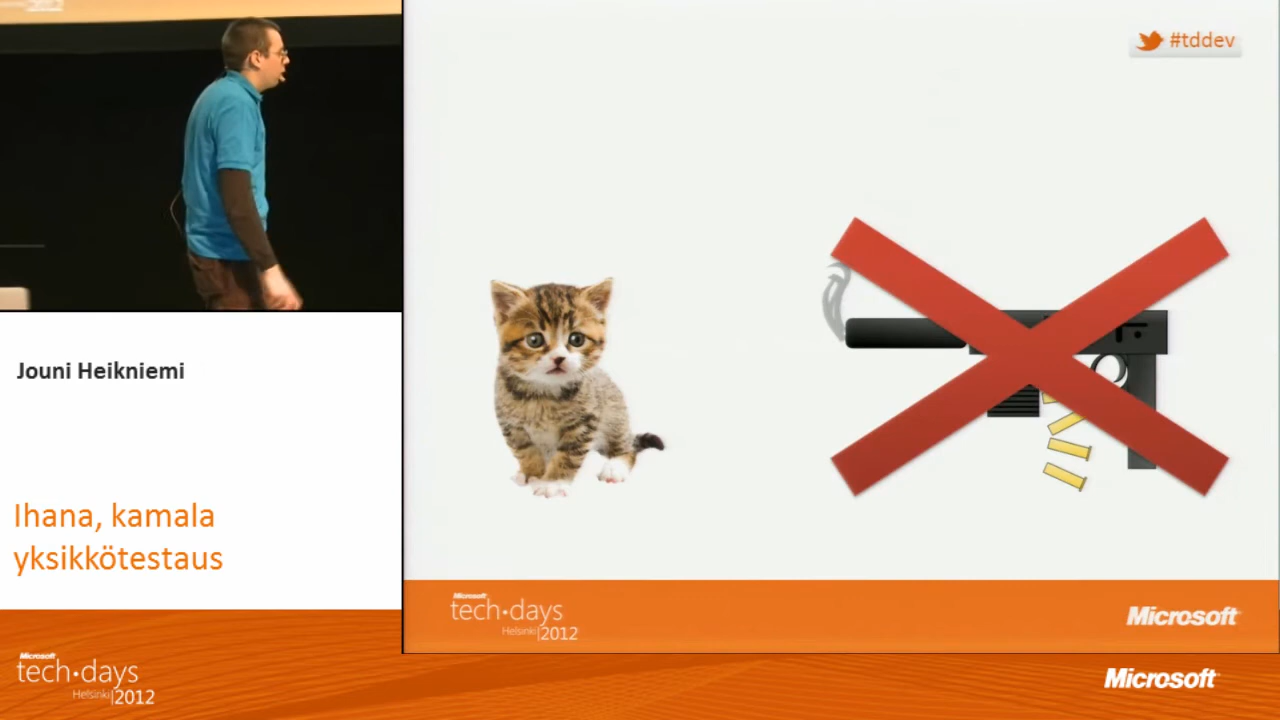 #tddev
Jouni Heikniemi
Ihana, kamala
yksikkötestaus
Microsoft
tech·days
Helsinki|2012
Microsoft
Microsoft
tech·days
Helsinki|2012
Microsoft